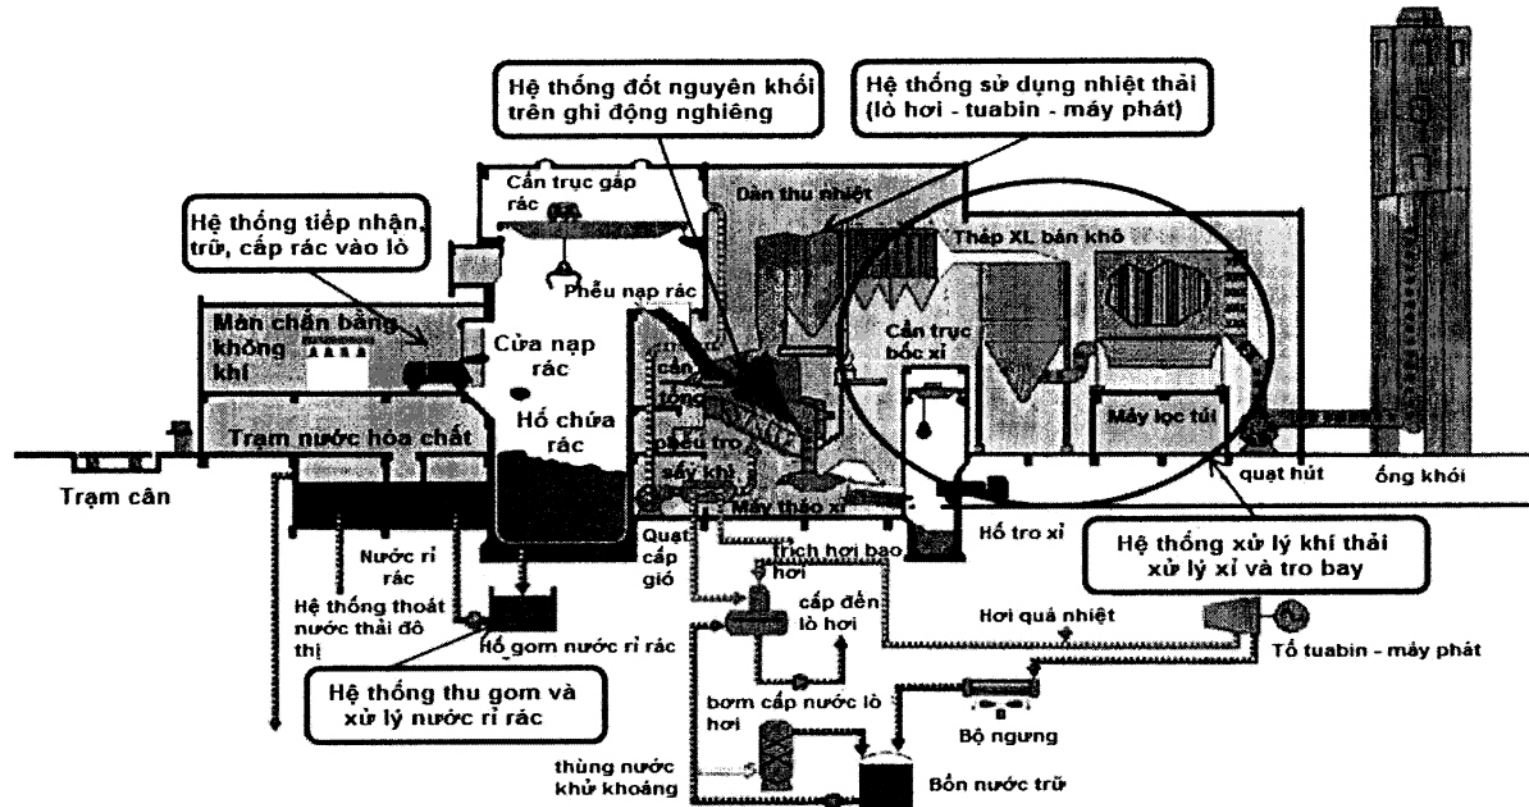 Hệ thống đốt nguyên khối
trên ghi động nghiêng
Hệ thống sử dụng nhiệt thải
(lò hơi - tuabin - máy phát)
Cần trục gắp
rác
Dàn thu nhiệt
Hệ thống tiếp nhận,
trữ, cấp rác vào lò
Tháp XL bán khô
Phễu nạp rác
Màn chắn bằng
không
khí
Cửa nạp
rác
Cần trục
bốc xỉ
cần
tống
Hố chứa
rác
Máy lọc túi
Trạm nước hóa chất
phễu tro
sấy khí
quạt hút
ống khói
Trạm cân
Máy tháo xỉ
Hố tro xỉ
Quạt
cấp
gió
Nước rỉ
rác
trích hơi bao
hơi
Hệ thống xử lý khí thải
xử lý xỉ và tro bay
Hệ thống thoát
nước thải đô
thị
cấp đến
lò hơi
Hơi quá nhiệt
Hố gom nước rỉ rác
Tổ tuabin - máy phát
Hệ thống thu gom và
xử lý nước rỉ rác
bơm cấp nước lò
hơi
Bộ ngưng
thùng nước
khử khoáng
Bồn nước trữ